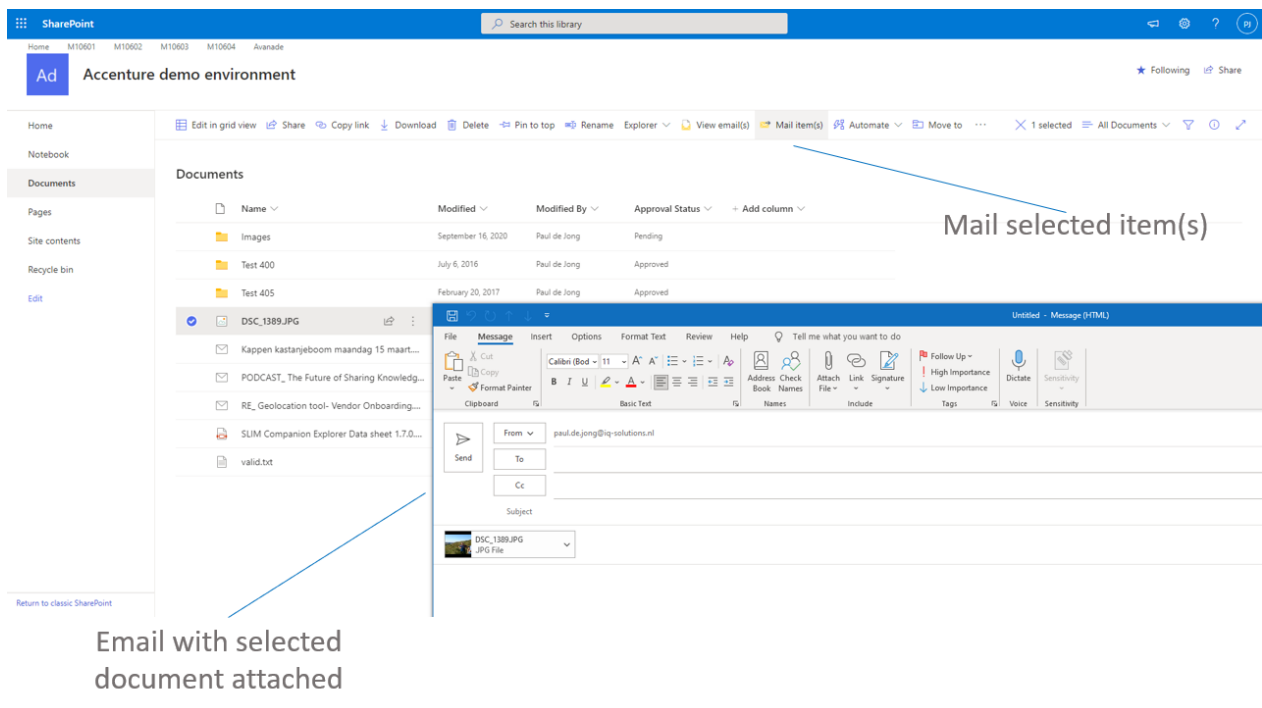 SharePoint
Search this library
? PJ
Home M10601 M10602 M10603 M10604 Avanade
Ad Accenture demo environment
Following Share
Home
Notebook
Documents
Pages
Site contents
Recycle bin
Edit
Edit in grid view Share Copy link Download Delete Pin to top Rename Explorer View email(s) Mail item(s) Automate Move to ... 1 selected All Documents
Documents
Name Modified Modified By Approval Status + Add column
Mail selected item(s)
Images September 16, 2020 Paul de Jong Pending
Test 400 July 6, 2016 Paul de Jong Approved
Test 405 February 20, 2017 Paul de Jong Approved
DSC_1389.JPG
Kappen kastanjeboom maandag 15 maart....
PODCAST_ The Future of Sharing Knowledg...
RE_ Geolocation tool- Vendor Onboarding....
SLIM Companion Explorer Data sheet 1.7.0....
valid.txt
Untitled - Message (HTML)
File Message Insert Options Format Text Review Help Tell me what you want to do
Paste
Cut
Copy
Format Painter
Clipboard
Calibri (Bod 11 A A
B I U A
Basic Text
Address Book
Check Names
Names
Attach File
Link
Signature
Include
Follow Up
High Importance
Low Importance
Tags
Dictate
Voice
Sensitivity
Sensitivity
Send
From paul.de.jong@iq-solutions.nl
To
Cc
Subject
DSC_1389.JPG
JPG File
Return to classic SharePoint
Email with selected
document attached